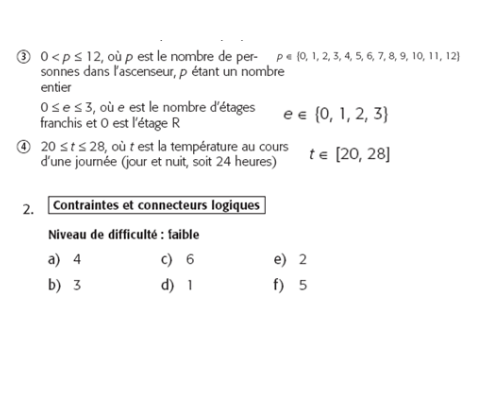 ③ 0 < p ≤ 12, où p est le nombre de per- p ∈ {0, 1, 2, 3, 4, 5, 6, 7, 8, 9, 10, 11, 12}
sonnes dans l'ascenseur, p étant un nombre
entier
0 ≤ e ≤ 3, où e est le nombre d'étages e ∈ {0, 1, 2, 3}
franchis et 0 est l'étage R
④ 20 ≤ t ≤ 28, où t est la température au cours t ∈ [20, 28]
d'une journée (jour et nuit, soit 24 heures)
2. Contraintes et connecteurs logiques
Niveau de difficulté : faible
a) 4 c) 6 e) 2
b) 3 d) 1 f) 5